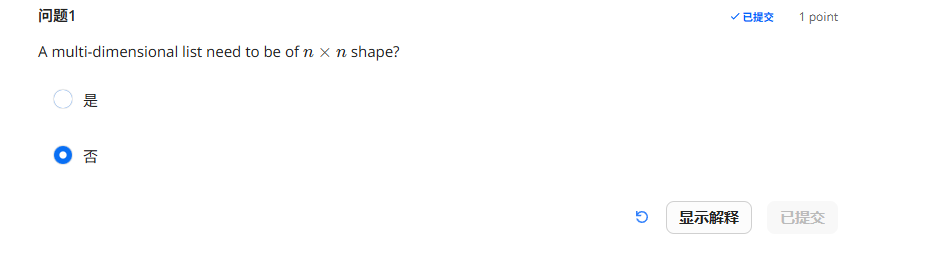 问题1 ✓ 已提交 1 point
A multi-dimensional list need to be of n × n shape?
是
否
显示解释 已提交